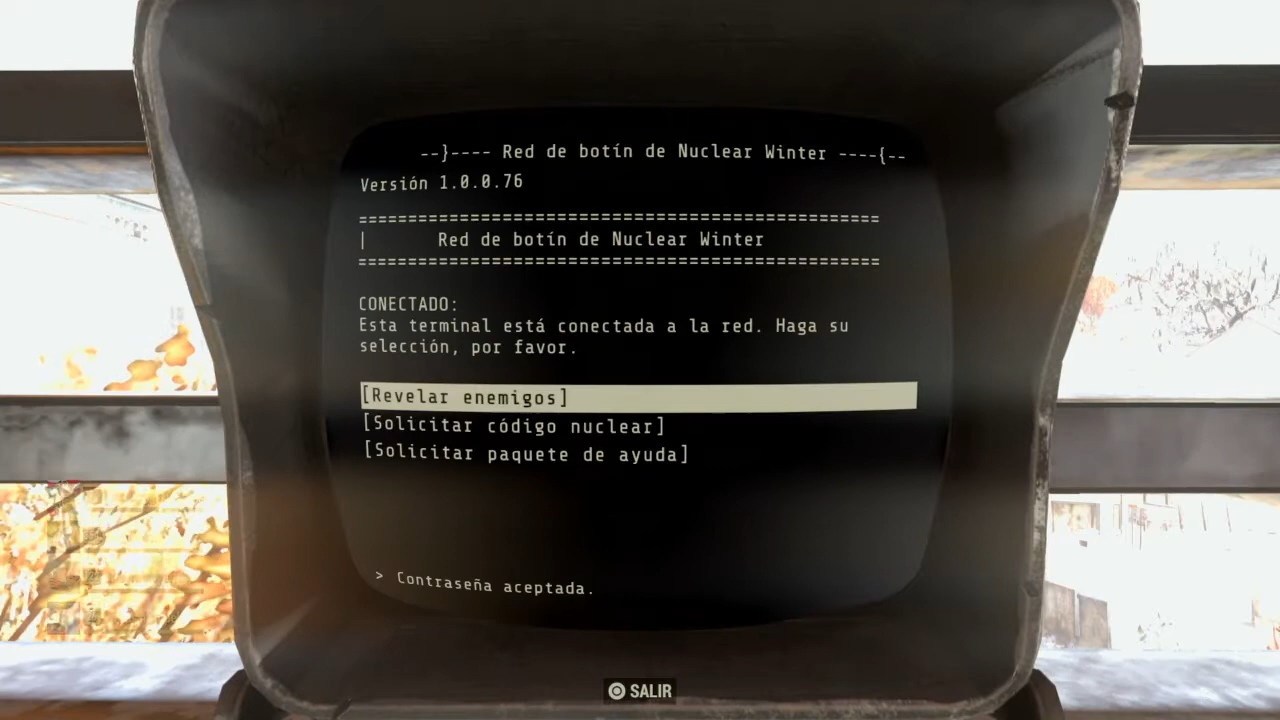 --}---- Red de botín de Nuclear Winter ----{--
Versión 1.0.0.76
================================================================
|       Red de botín de Nuclear Winter
================================================================
CONECTADO:
Esta terminal está conectada a la red. Haga su
selección, por favor.
[Revelar enemigos]
[Solicitar código nuclear]
[Solicitar paquete de ayuda]
> Contraseña aceptada.
SALIR